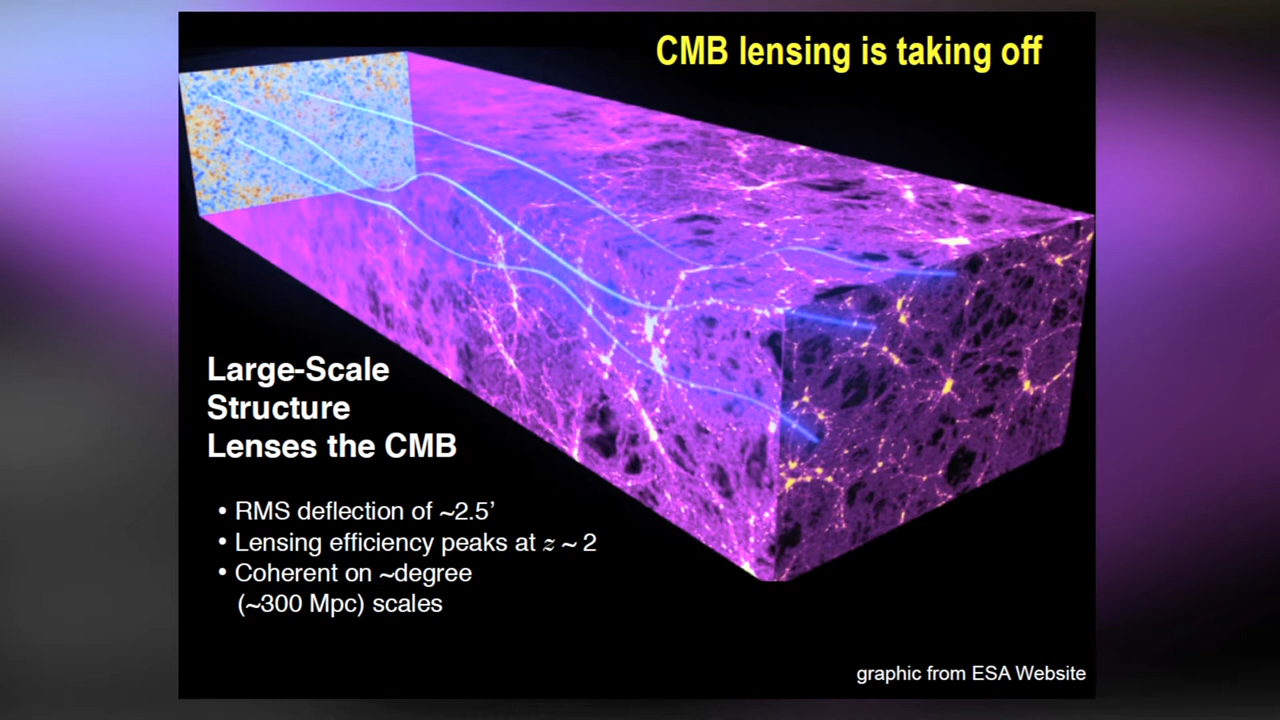 CMB lensing is taking off
Large-Scale
Structure
Lenses the CMB
• RMS deflection of ~2.5’
• Lensing efficiency peaks at z ~ 2
• Coherent on ~degree
(~300 Mpc) scales
graphic from ESA Website